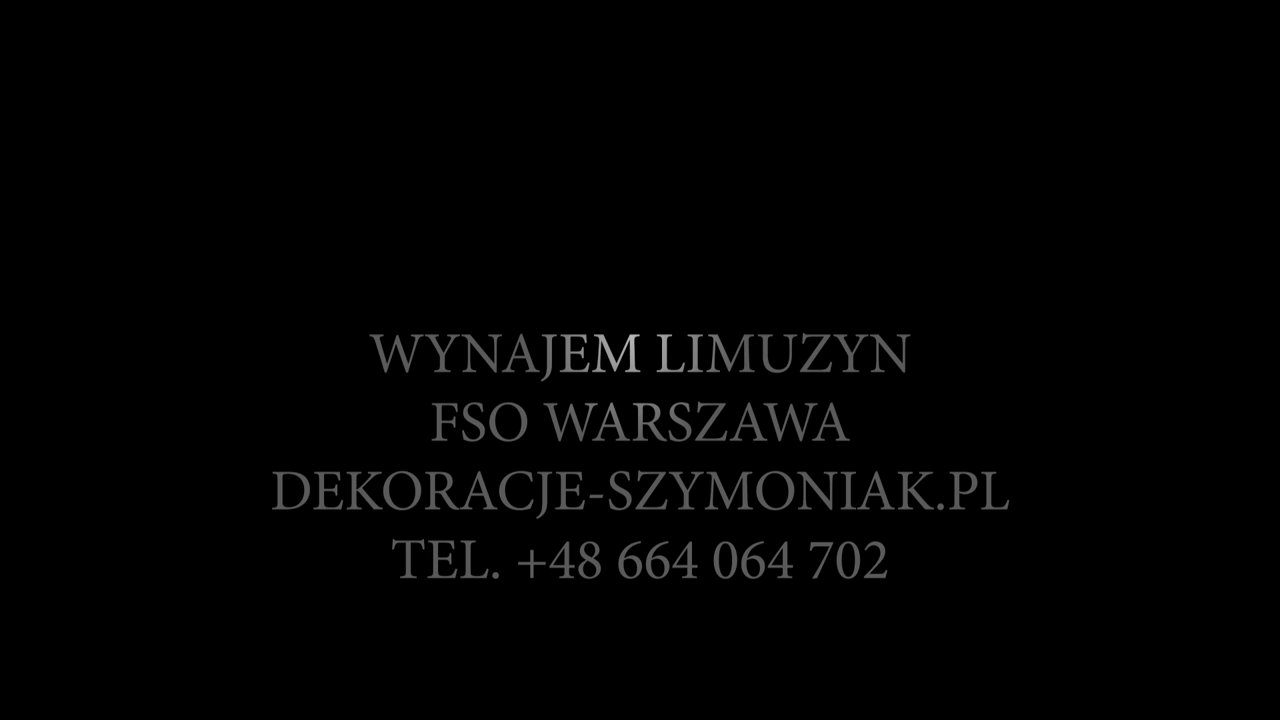 WYNAJEM LIMUZYN
FSO WARSZAWA
DEKORACJE-SZYMONIAK.PL
TEL. +48 664 064 702